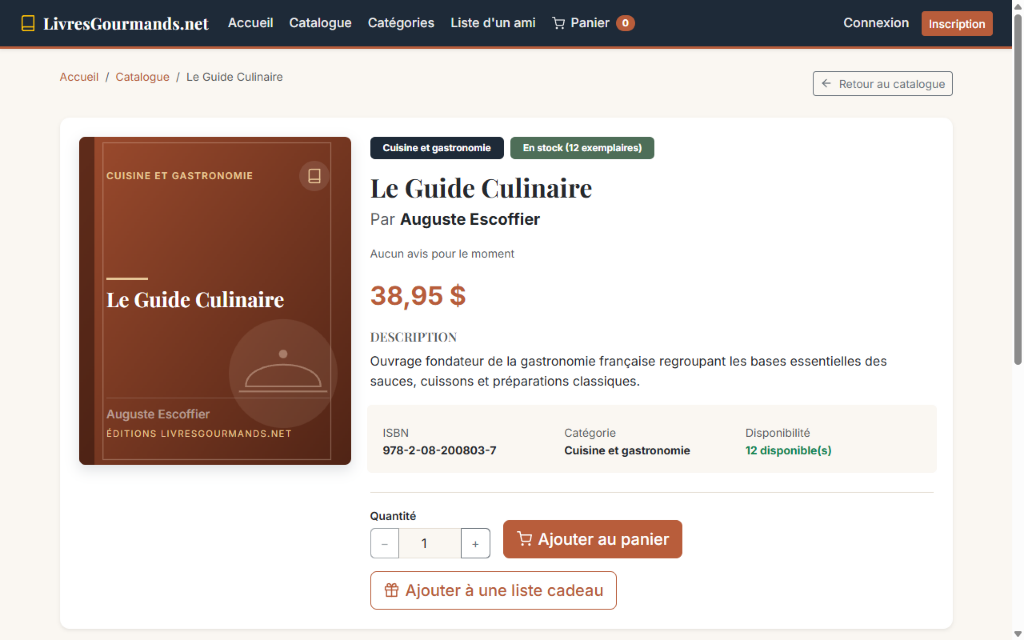 LivresGourmands.net Accueil Catalogue Catégories Liste d'un ami Panier 0 Connexion Inscription
Accueil / Catalogue / Le Guide Culinaire
← Retour au catalogue
CUISINE ET GASTRONOMIE
Le Guide Culinaire
Auguste Escoffier
ÉDITIONS LIVRESGOURMANDS.NET
Cuisine et gastronomie En stock (12 exemplaires)
Le Guide Culinaire
Par Auguste Escoffier
Aucun avis pour le moment
38,95 $
DESCRIPTION
Ouvrage fondateur de la gastronomie française regroupant les bases essentielles des
sauces, cuissons et préparations classiques.
ISBN Catégorie Disponibilité
978-2-08-200803-7 Cuisine et gastronomie 12 disponible(s)
Quantité
− 1 + Ajouter au panier
Ajouter à une liste cadeau